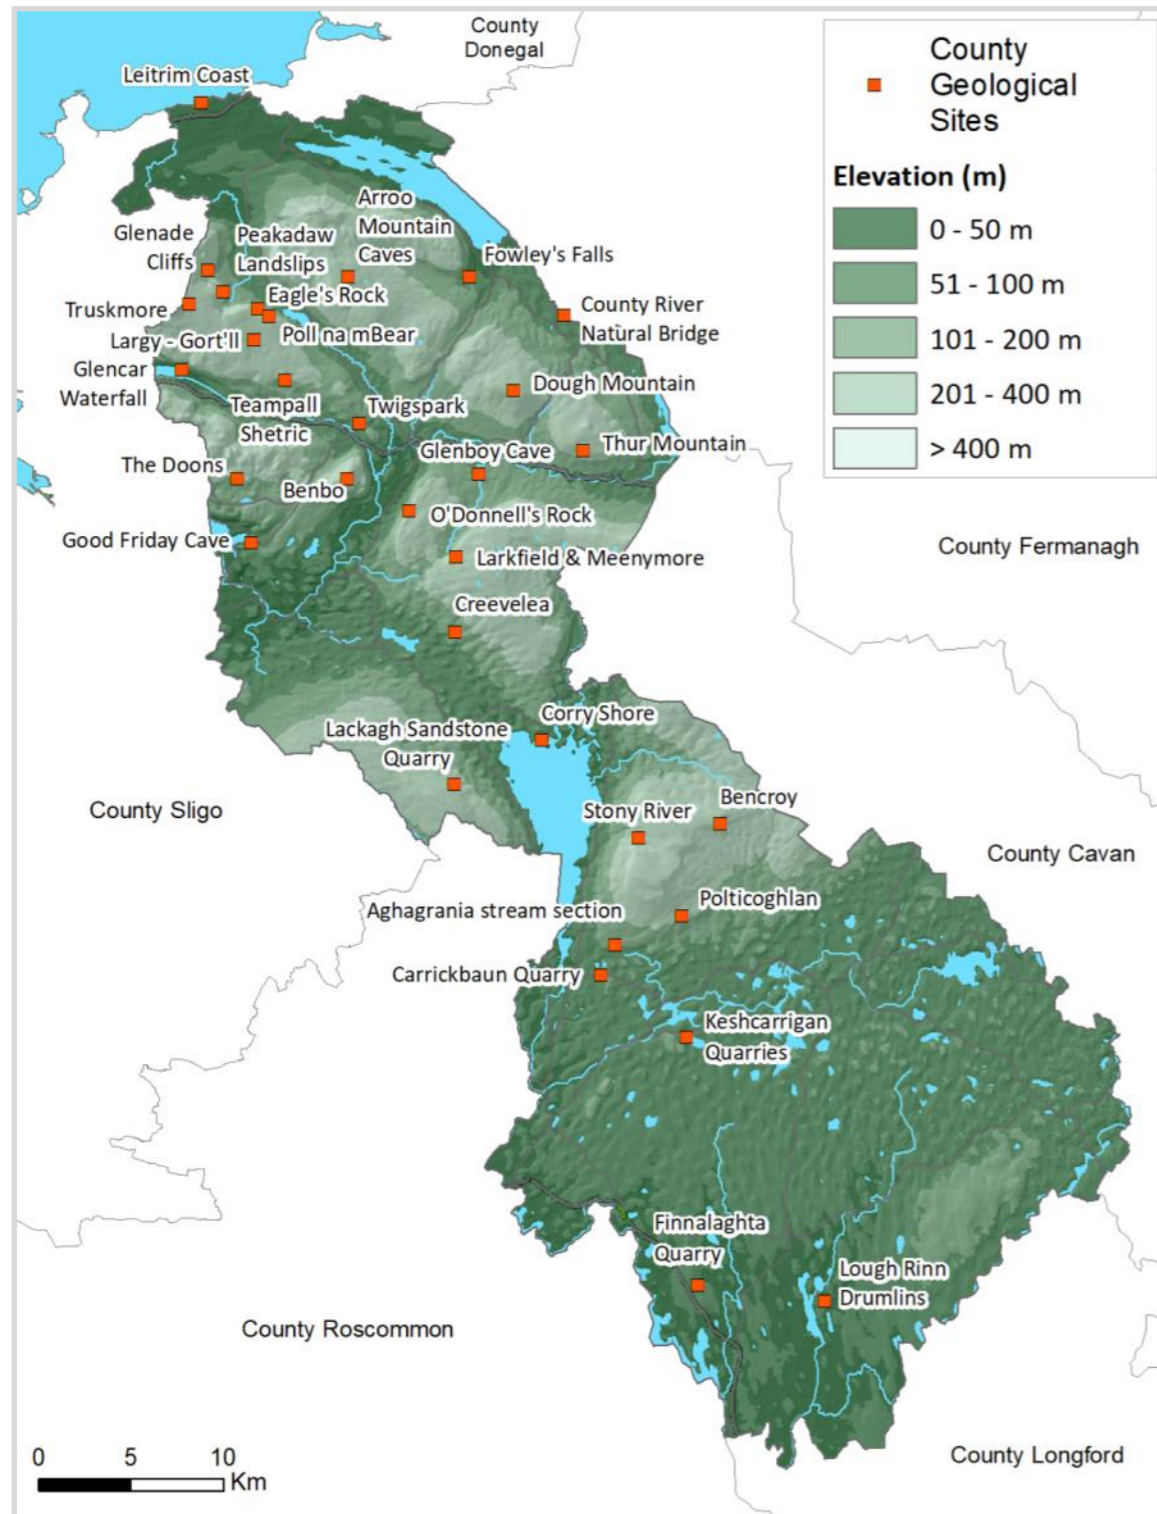 County
Donegal
Leitrim Coast
County
Geological
Sites
Elevation (m)
0 - 50 m
51 - 100 m
101 - 200 m
201 - 400 m
> 400 m
Arroo
Mountain
Caves
Glenade
Cliffs
Peakadaw
Landslips
Fowley's Falls
Truskmore
Eagle's Rock
County River
Natural Bridge
Largy - Gort'll
Poll na mBear
Glencar
Waterfall
Dough Mountain
Teampall
Shetric
Twigspark
Thur Mountain
The Doons
Glenboy Cave
Benbo
O'Donnell's Rock
Good Friday Cave
Larkfield & Meenymore
County Fermanagh
Creevelea
Corry Shore
Lackagh Sandstone
Quarry
County Sligo
Stony River
Bencroy
County Cavan
Polticoghlan
Aghagrania stream section
Carrickbaun Quarry
Keshcarrigan
Quarries
Finnalaghta
Quarry
Lough Rinn
Drumlins
County Roscommon
County Longford
0 5 10
Km